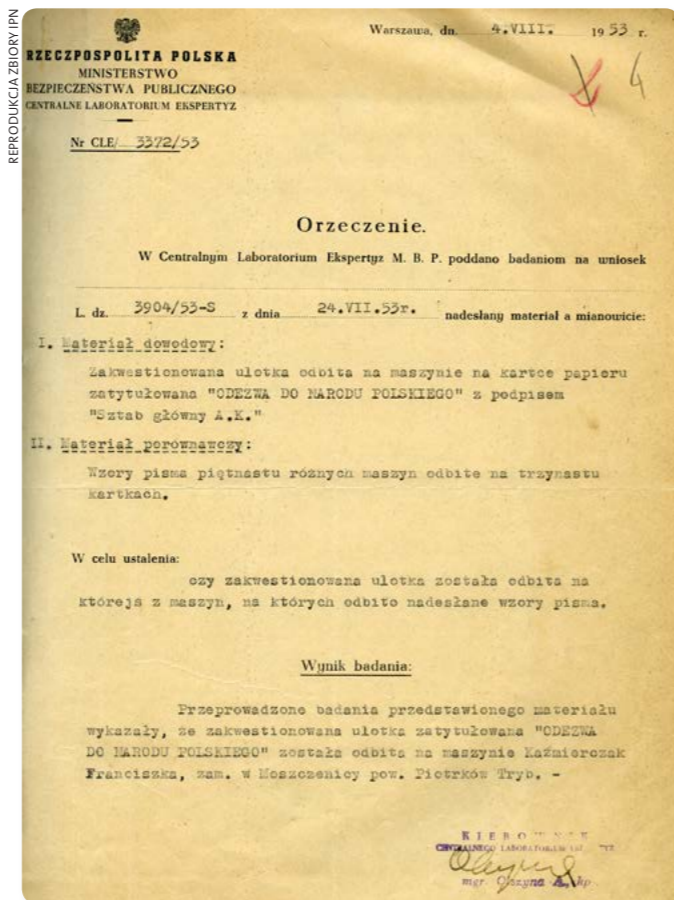 REPRODUKCJA ZBIORY IPN
Warszawa, dn. 4.VIII. 1953 r.
4
RZECZPOSPOLITA POLSKA
MINISTERSTWO
BEZPIECZEŃSTWA PUBLICZNEGO
CENTRALNE LABORATORIUM EKSPERTYZ
Nr CLE/ 3372/53
Orzeczenie.
W Centralnym Laboratorium Ekspertyz M. B. P. poddano badaniom na wniosek
L. dz. 3904/53-S z dnia 24.VII.53r. nadesłany materiał a mianowicie:
I. Materiał dowodowy:
Zakwestionowana ulotka odbita na maszynie na kartce papieru
zatytułowana "ODEZWA DO NARODU POLSKIEGO" z podpisem
"Sztab główny A.K."
II. Materiał porównawczy:
Wzory pisma piętnastu różnych maszyn odbite na trzynastu
kartkach.
W celu ustalenia:
czy zakwestionowana ulotka została odbita na
którejś z maszyn, na których odbito nadesłane wzory pisma.
Wynik badania:
Przeprowadzone badania przedstawionego materiału
wykazały, że zakwestionowana ulotka zatytułowana "ODEZWA
DO NARODU POLSKIEGO" została odbita na maszynie Kaźmierczak
Franciszka, zam. w Moszczenicy pow. Piotrków Tryb. -
CENTRALNEGO LABORATORIUM
mgr. Olszyna A.